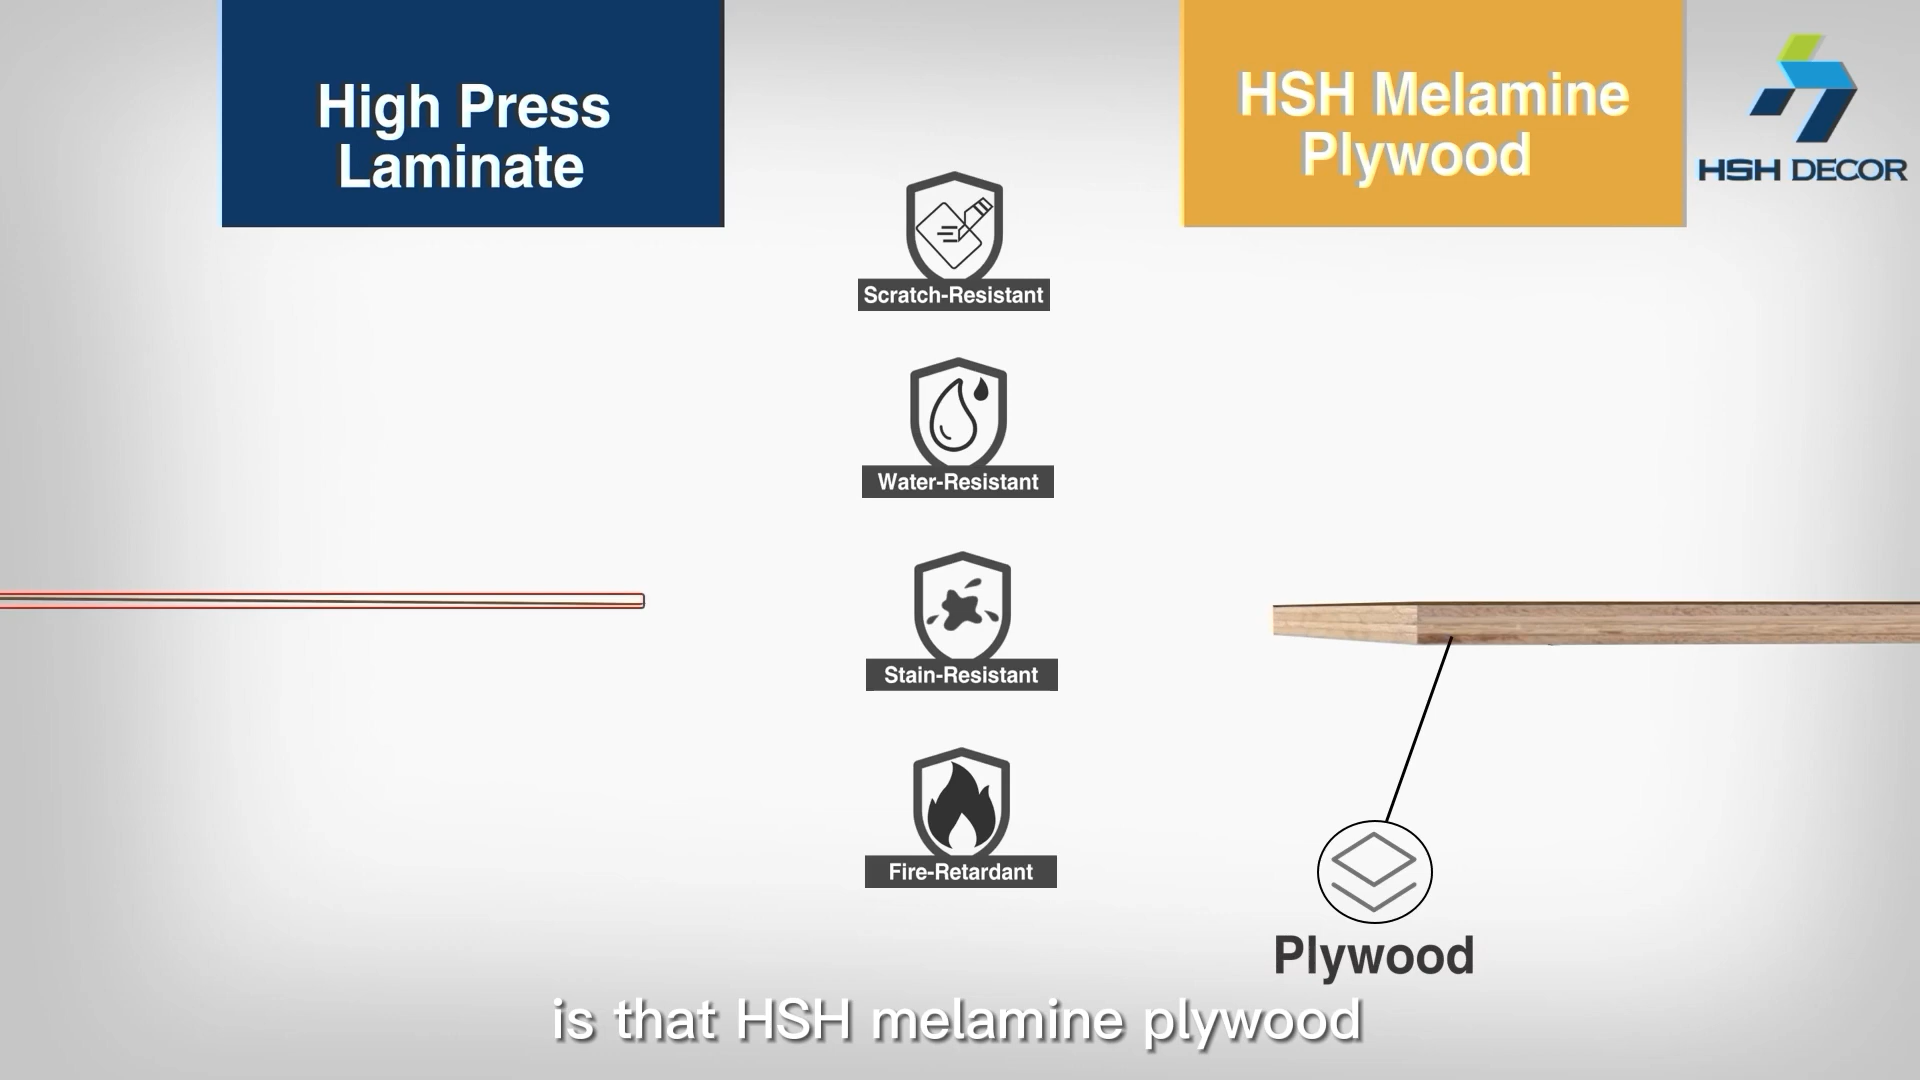 High Press
Laminate
HSH Melamine
Plywood
HSH DECOR
Scratch-Resistant
Water-Resistant
Stain-Resistant
Fire-Retardant
Plywood
is that HSH melamine plywood